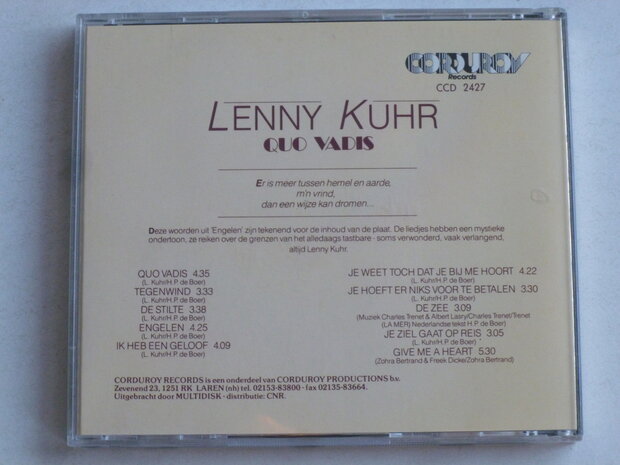 CORDUROY
Records
CCD 2427
LENNY KUHR
QUO VADIS
Er is meer tussen hemel en aarde,
m'n vrind,
dan een wijze kan dromen...
Deze woorden uit 'Engelen' zijn tekenend voor de inhoud van de plaat. De liedjes hebben een mystieke
ondertoon, ze reiken over de grenzen van het alledaags tastbare - soms verwonderd, vaak verlangend,
altijd Lenny Kuhr.
QUO VADIS 4.35
(L. Kuhr/H.P. de Boer)
TEGENWIND 3.33
(L. Kuhr/H.P. de Boer)
DE STILTE 3.38
(L. Kuhr/H.P. de Boer)
ENGELEN 4.25
(L. Kuhr/H.P. de Boer)
IK HEB EEN GELOOF 4.09
(L. Kuhr/H.P. de Boer)
JE WEET TOCH DAT JE BIJ ME HOORT 4.22
(L. Kuhr/H.P. de Boer)
JE HOEFT ER NIKS VOOR TE BETALEN 3.30
(L. Kuhr/H.P. de Boer)
DE ZEE 3.09
(Muziek Charles Trenet & Albert Lasry/Charles Trenet/Trenet)
(LA MER) Nederlandse tekst H.P. de Boer)
JE ZIEL GAAT OP REIS 3.05
(L. Kuhr/H.P. de Boer)
GIVE ME A HEART 5.30
(Zohra Bertrand & Freek Dicke/Zohra Bertrand)
CORDUROY RECORDS is een onderdeel van CORDUROY PRODUCTIONS b.v.
Zevenend 23, 1251 RK LAREN (nh) tel. 02153-83800 - fax 02135-83664.
Uitgebracht door MULTIDISK - distributie: CNR.